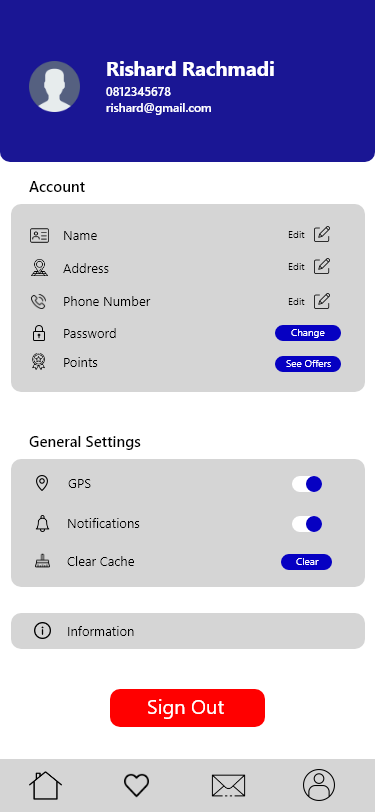 Rishard Rachmadi
0812345678
rishard@gmail.com
Account
Name Edit
Address Edit
Phone Number Edit
Password Change
Points See Offers
General Settings
GPS
Notifications
Clear Cache Clear
Information
Sign Out